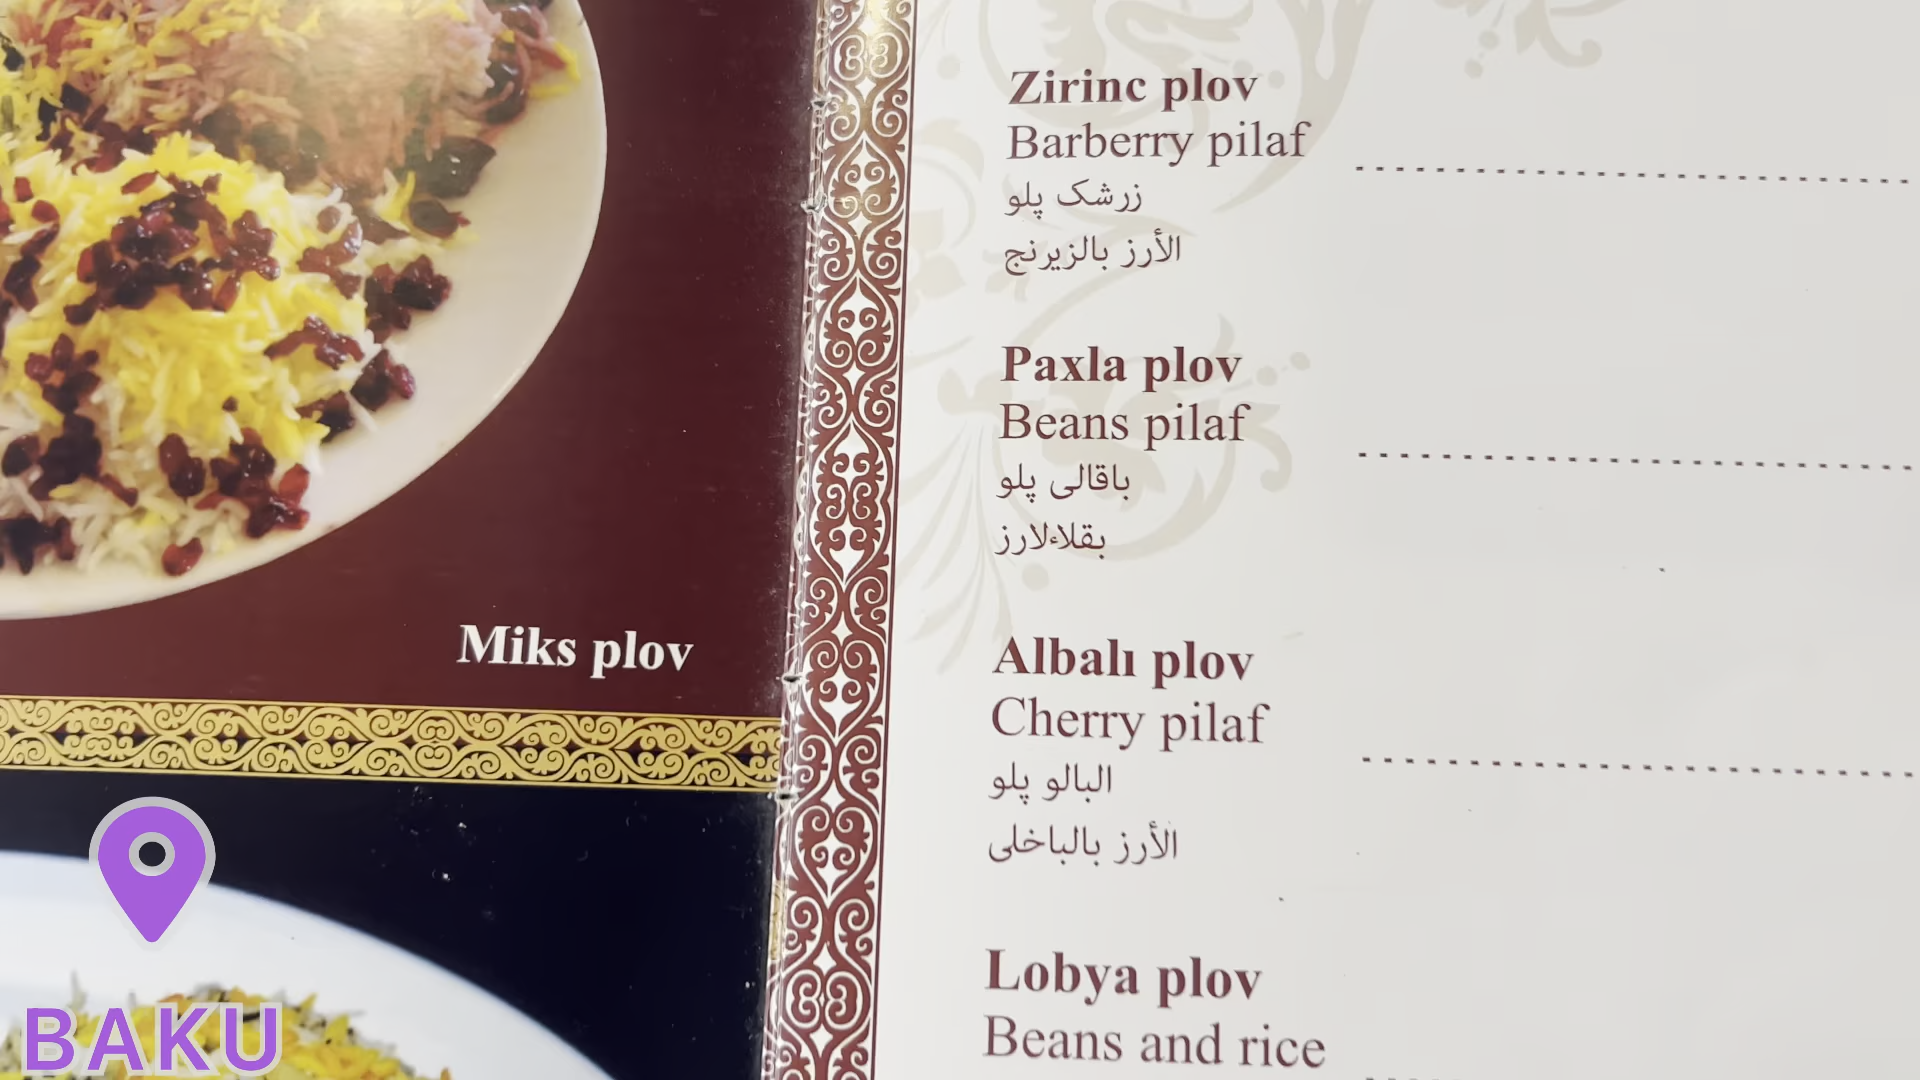 Miks plov
BAKU
Zirinc plov
Barberry pilaf
زرشک پلو
الأرز بالزيرنج
Paxla plov
Beans pilaf
باقالی پلو
بقلاءلارز
Albalı plov
Cherry pilaf
البالو پلو
الأرز بالباخلى
Lobya plov
Beans and rice